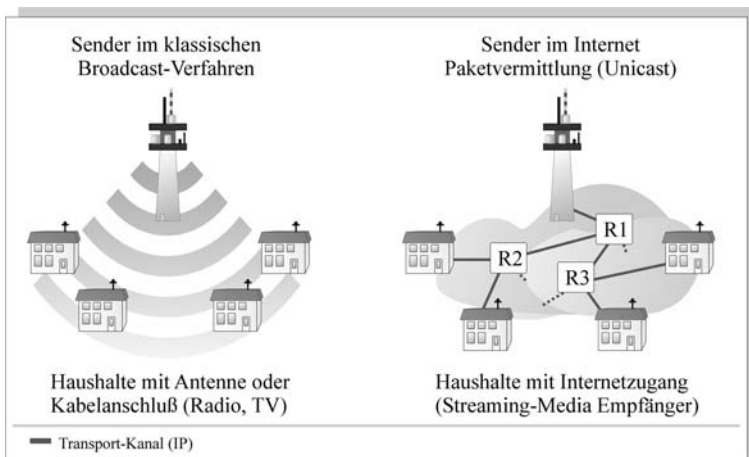 Sender im klassischen
Broadcast-Verfahren
Sender im Internet
Paketvermittlung (Unicast)
R1
R2
R3
Haushalte mit Antenne oder
Kabelanschluß (Radio, TV)
Haushalte mit Internetzugang
(Streaming-Media Empfänger)
Transport-Kanal (IP)